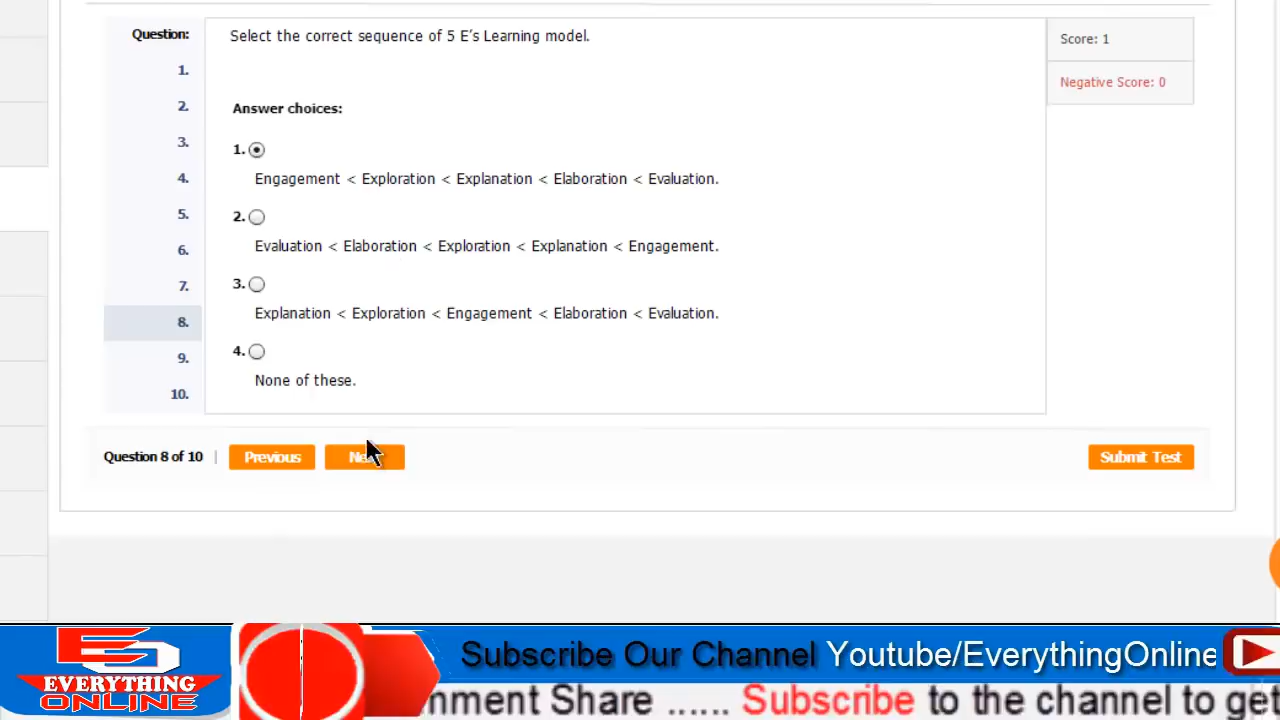 Question:
Select the correct sequence of 5 E's Learning model.
Score: 1
Negative Score: 0
1.
2.
3.
4.
5.
6.
7.
8.
9.
10.
Answer choices:
1.
Engagement < Exploration < Explanation < Elaboration < Evaluation.
2.
Evaluation < Elaboration < Exploration < Explanation < Engagement.
3.
Explanation < Exploration < Engagement < Elaboration < Evaluation.
4.
None of these.
Question 8 of 10 |
Previous
Submit Test
EVERYTHING
ONLINE
Subscribe Our Channel Youtube/EverythingOnline
Share ...... Subscribe to the channel to get